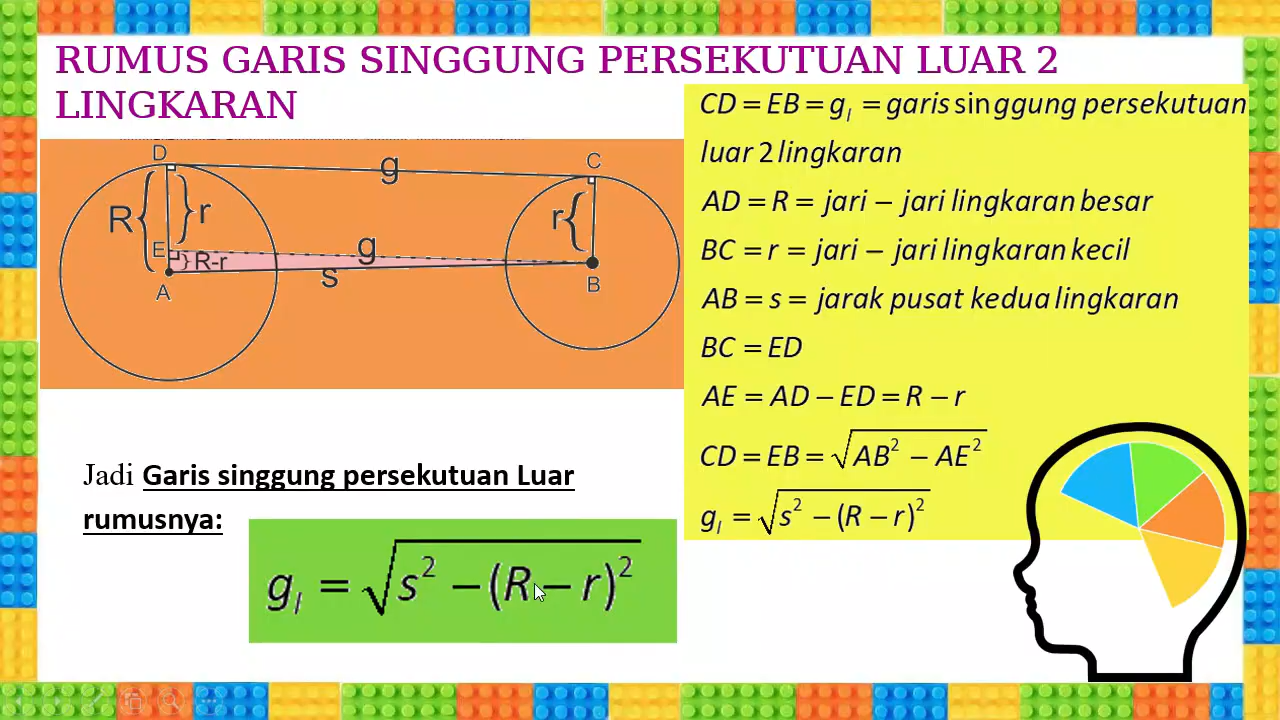 RUMUS GARIS SINGGUNG PERSEKUTUAN LUAR 2
LINGKARAN
D
g
C
R
r
r
E
R-r
g
s
A
B
CD = EB = gₗ = garis singgung persekutuan
luar 2 lingkaran
AD = R = jari – jari lingkaran besar
BC = r = jari – jari lingkaran kecil
AB = s = jarak pusat kedua lingkaran
BC = ED
AE = AD – ED = R – r
CD = EB = √(AB² – AE²)
gₗ = √(s² – (R – r)²)
Jadi Garis singgung persekutuan Luar
rumusnya:
gₗ = √(s² – (R – r)²)